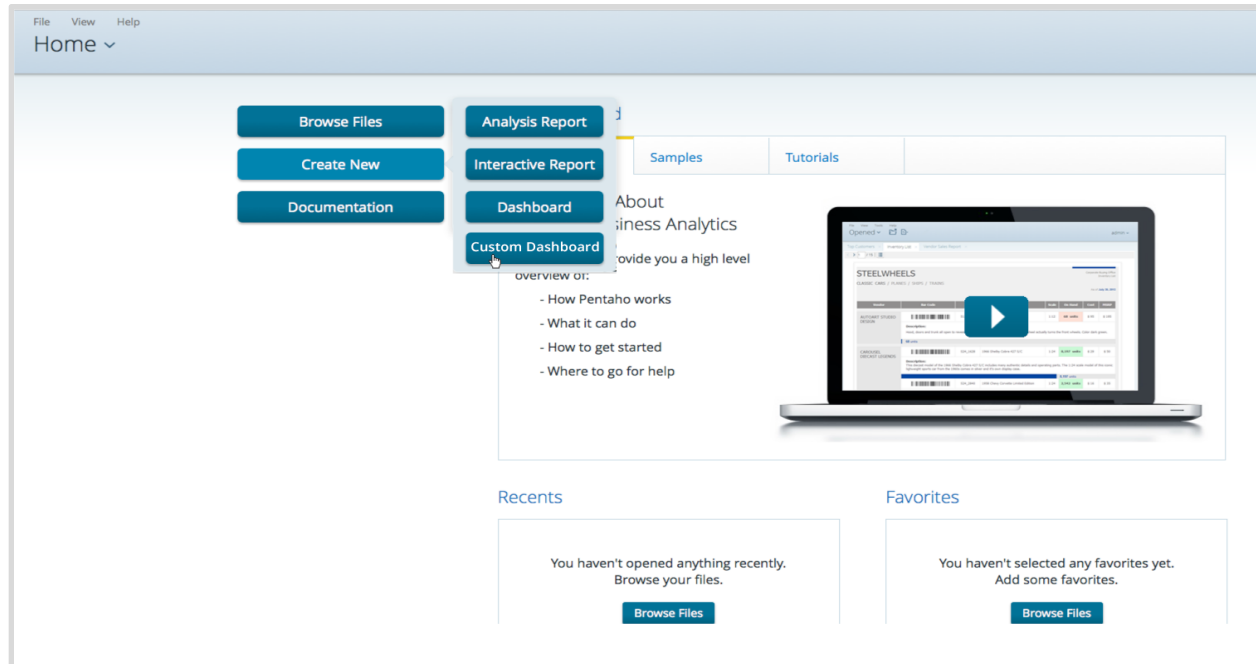 File View Help
Home
Browse Files
Create New
Documentation
Analysis Report
Interactive Report
Dashboard
Custom Dashboard
d
Samples
Tutorials
About
siness Analytics
ovide you a high level
overview of:
- How Pentaho works
- What it can do
- How to get started
- Where to go for help
Opened
admin
STEELWHEELS
Recents
Favorites
You haven't opened anything recently.
Browse your files.
Browse Files
You haven't selected any favorites yet.
Add some favorites.
Browse Files